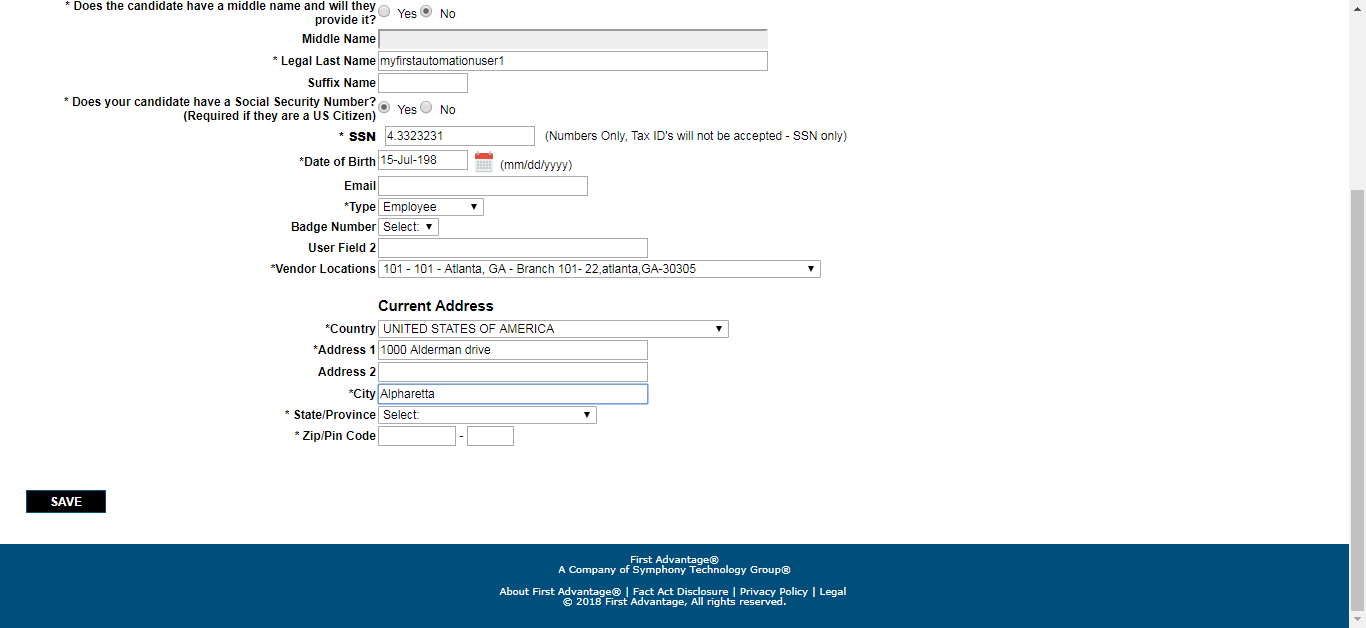 * Does the candidate have a middle name and will they
provide it? Yes No
Middle Name
* Legal Last Name myfirstautomationuser1
Suffix Name
* Does your candidate have a Social Security Number?
(Required if they are a US Citizen) Yes No
* SSN 4.3323231 (Numbers Only, Tax ID's will not be accepted - SSN only)
*Date of Birth 15-Jul-198 (mm/dd/yyyy)
Email
*Type Employee
Badge Number Select:
User Field 2
*Vendor Locations 101 - 101 - Atlanta, GA - Branch 101- 22,atlanta,GA-30305
Current Address
*Country UNITED STATES OF AMERICA
*Address 1 1000 Alderman drive
Address 2
*City Alpharetta
* State/Province Select:
* Zip/Pin Code -
SAVE
First Advantage®
A Company of Symphony Technology Group®
About First Advantage® | Fact Act Disclosure | Privacy Policy | Legal
© 2018 First Advantage, All rights reserved.